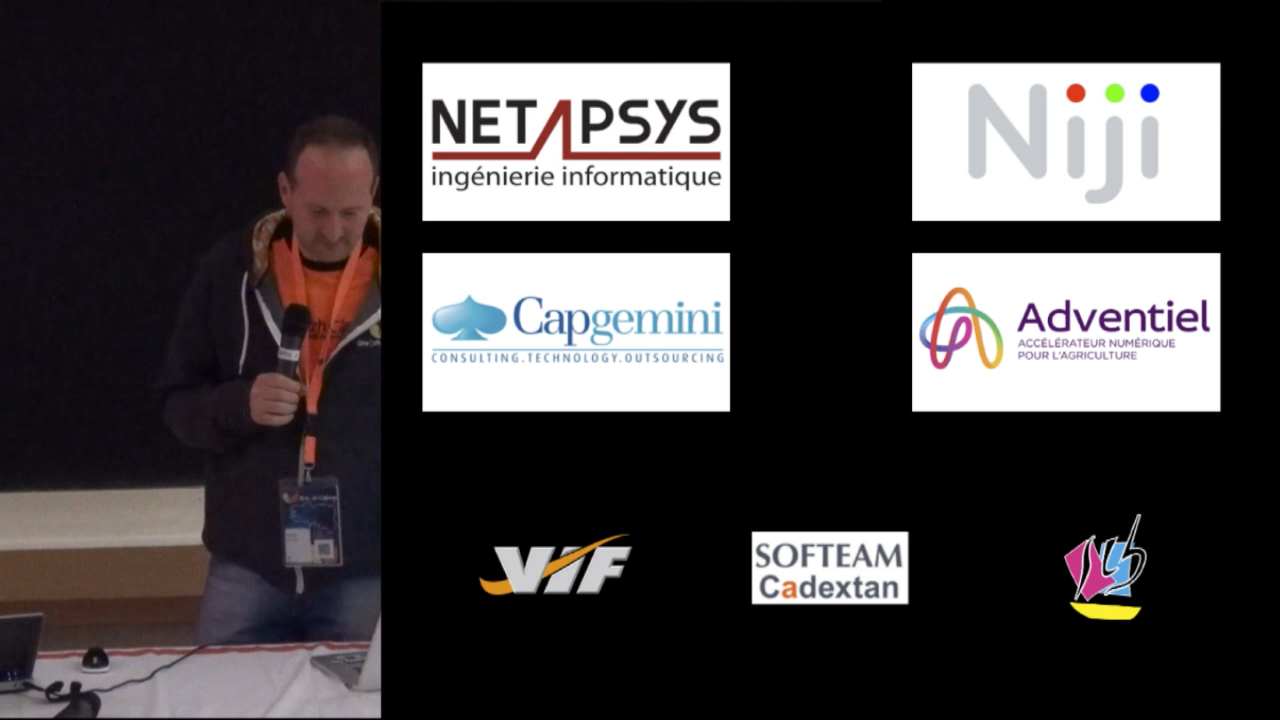 NETAPSYS
ingénierie informatique
Niji
Capgemini
CONSULTING.TECHNOLOGY.OUTSOURCING
Adventiel
ACCÉLÉRATEUR NUMÉRIQUE
POUR L'AGRICULTURE
VIF
SOFTEAM
Cadextan